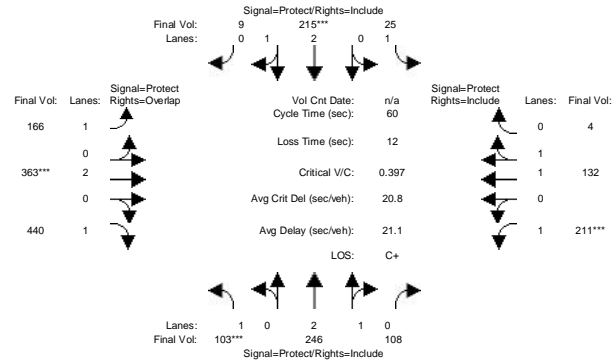 Signal=Protect/Rights=Include
Final Vol: 9 215*** 25
Lanes: 0 1 2 0 1
Signal=Protect
Final Vol: Lanes: Rights=Overlap
Vol Cnt Date: n/a
Signal=Protect
Rights=Include Lanes: Final Vol:
Cycle Time (sec): 60
166 1
0 4
Loss Time (sec): 12
0
1
363*** 2
Critical V/C: 0.397
1 132
0
Avg Crit Del (sec/veh): 20.8
0
440 1
Avg Delay (sec/veh): 21.1
1 211***
LOS: C+
Lanes: 1 0 2 1 0
Final Vol: 103*** 246 108
Signal=Protect/Rights=Include